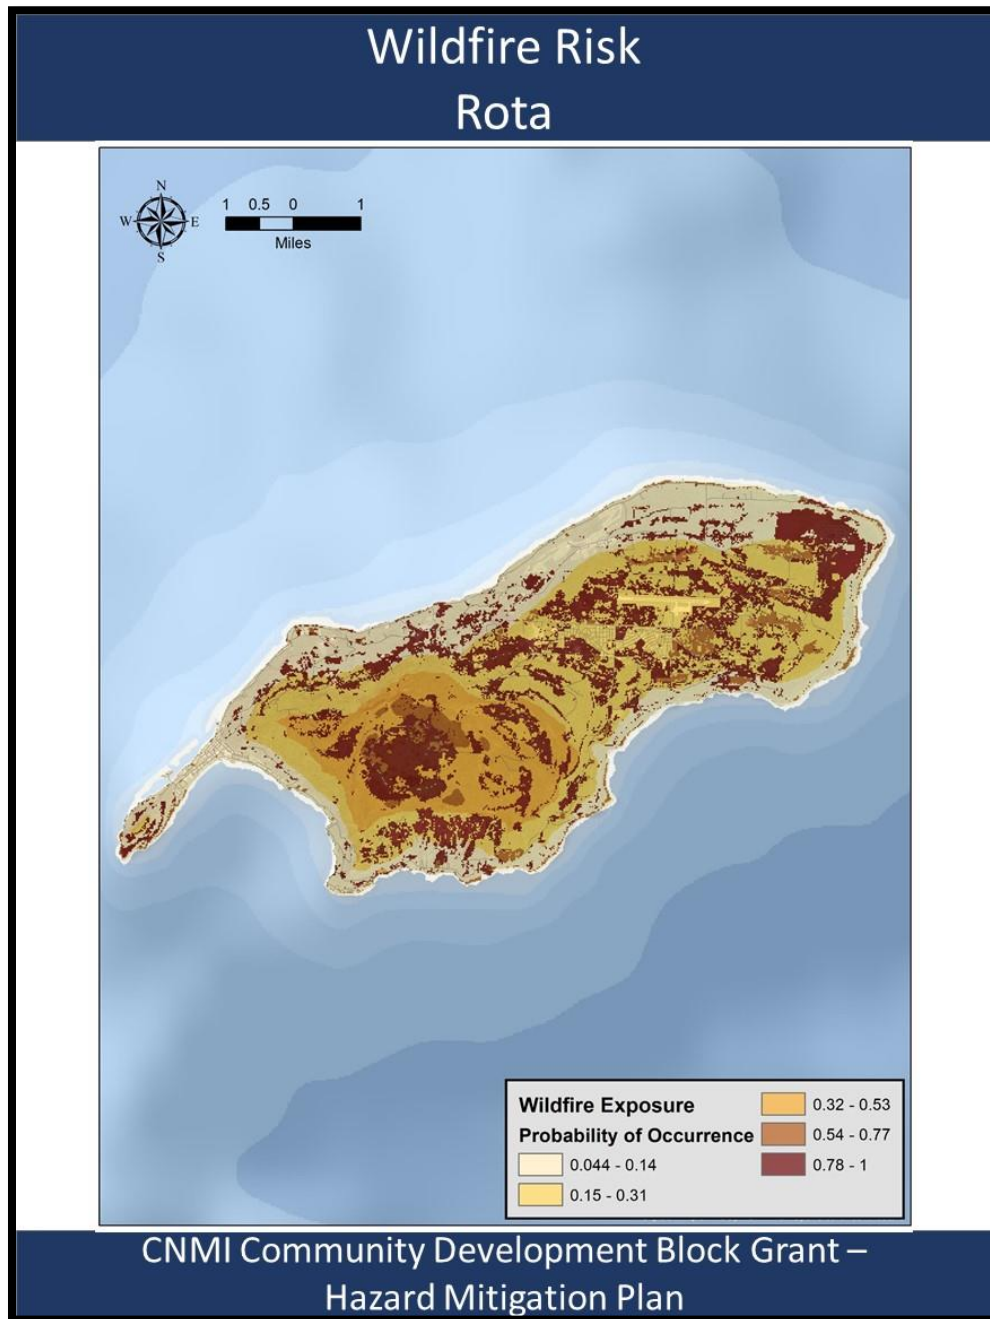 Wildfire Risk
Rota
N
W E
S
1 0.5 0 1
Miles
Wildfire Exposure
Probability of Occurrence
0.044 - 0.14
0.15 - 0.31
0.32 - 0.53
0.54 - 0.77
0.78 - 1
CNMI Community Development Block Grant –
Hazard Mitigation Plan